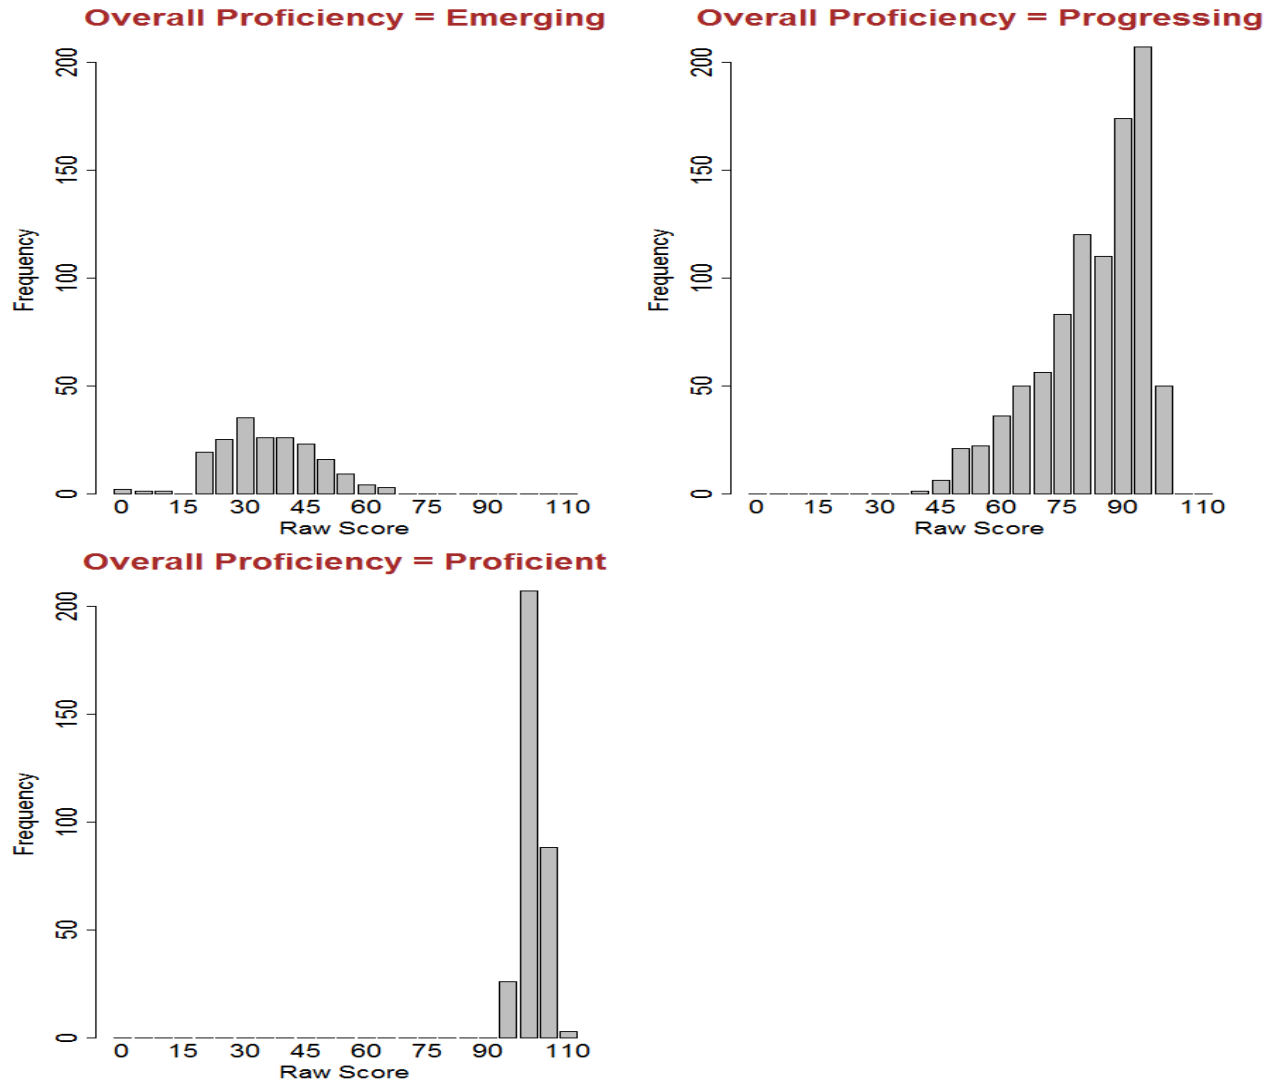 Overall Proficiency = Emerging
200
150
100
50
0
Frequency
0 15 30 45 60 75 90 110
Raw Score
Overall Proficiency = Progressing
200
150
100
50
0
Frequency
0 15 30 45 60 75 90 110
Raw Score
Overall Proficiency = Proficient
200
150
100
50
0
Frequency
0 15 30 45 60 75 90 110
Raw Score